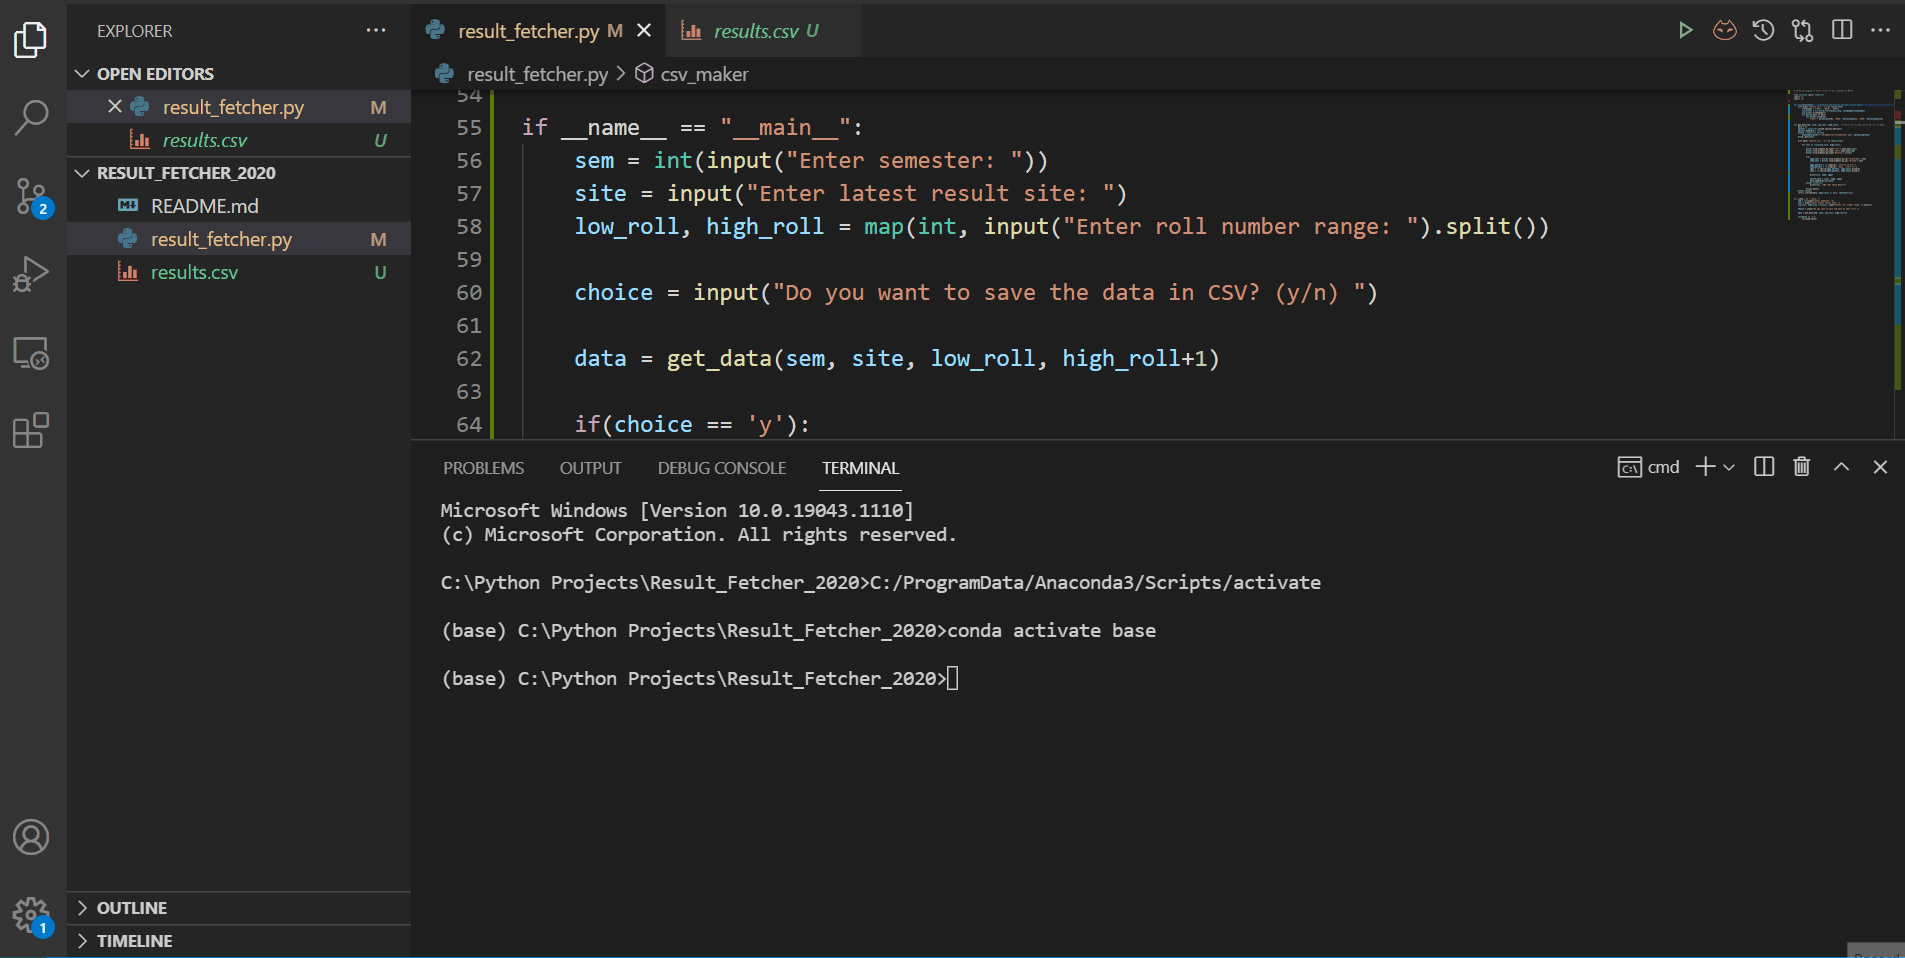 EXPLORER
OPEN EDITORS
result_fetcher.py M
results.csv U
RESULT_FETCHER_2020
README.md
result_fetcher.py M
results.csv U
OUTLINE
TIMELINE
2
1
result_fetcher.py M
results.csv U
result_fetcher.py > csv_maker
54
55 if __name__ == "__main__":
56 sem = int(input("Enter semester: "))
57 site = input("Enter latest result site: ")
58 low_roll, high_roll = map(int, input("Enter roll number range: ").split())
59
60 choice = input("Do you want to save the data in CSV? (y/n) ")
61
62 data = get_data(sem, site, low_roll, high_roll+1)
63
64 if(choice == 'y'):
PROBLEMS OUTPUT DEBUG CONSOLE TERMINAL
cmd
Microsoft Windows [Version 10.0.19043.1110]
(c) Microsoft Corporation. All rights reserved.
C:\Python Projects\Result_Fetcher_2020>C:/ProgramData/Anaconda3/Scripts/activate
(base) C:\Python Projects\Result_Fetcher_2020>conda activate base
(base) C:\Python Projects\Result_Fetcher_2020>